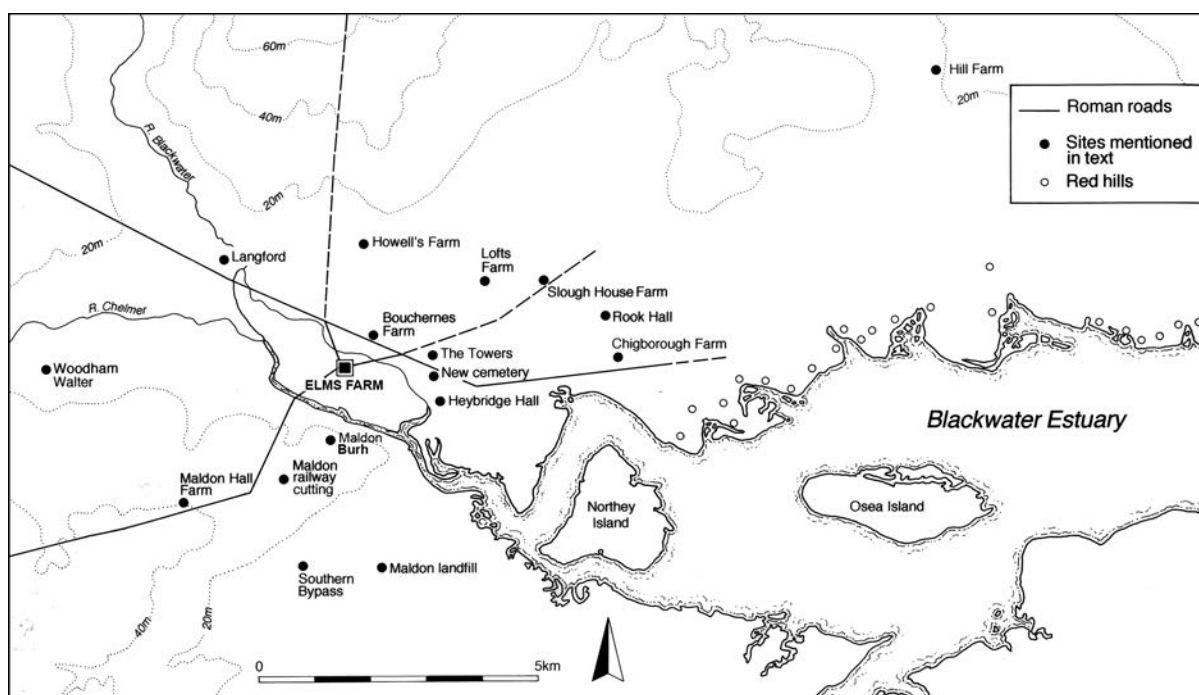 60m
Hill Farm
20m
Roman roads
Sites mentioned
in text
Red hills
40m
R. Blackwater
20m
20m
Howell's Farm
Langford
Lofts
Farm
Slough House Farm
R. Chelmer
Bouchernes
Farm
Rook Hall
The Towers
Chigborough Farm
Woodham
Walter
New cemetery
ELMS FARM
Heybridge Hall
Blackwater Estuary
Maldon
Burh
Maldon
railway
cutting
Maldon Hall
Farm
Northey
Island
Osea Island
Southern
Bypass
Maldon landfill
40m
20m
0
5km